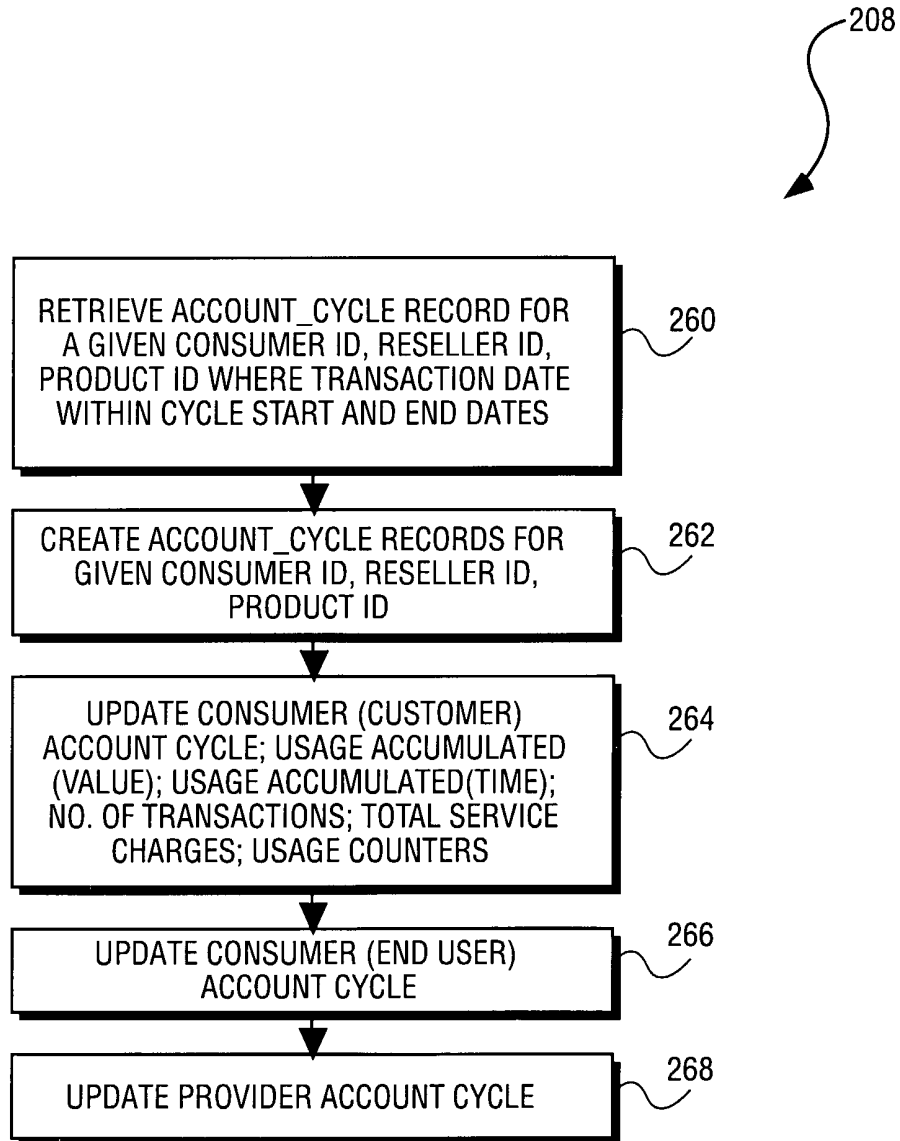 208
RETRIEVE ACCOUNT_CYCLE RECORD FOR
A GIVEN CONSUMER ID, RESELLER ID,
PRODUCT ID WHERE TRANSACTION DATE
WITHIN CYCLE START AND END DATES
260
CREATE ACCOUNT_CYCLE RECORDS FOR
GIVEN CONSUMER ID, RESELLER ID,
PRODUCT ID
262
UPDATE CONSUMER (CUSTOMER)
ACCOUNT CYCLE; USAGE ACCUMULATED
(VALUE); USAGE ACCUMULATED(TIME);
NO. OF TRANSACTIONS; TOTAL SERVICE
CHARGES; USAGE COUNTERS
264
UPDATE CONSUMER (END USER)
ACCOUNT CYCLE
266
UPDATE PROVIDER ACCOUNT CYCLE
268